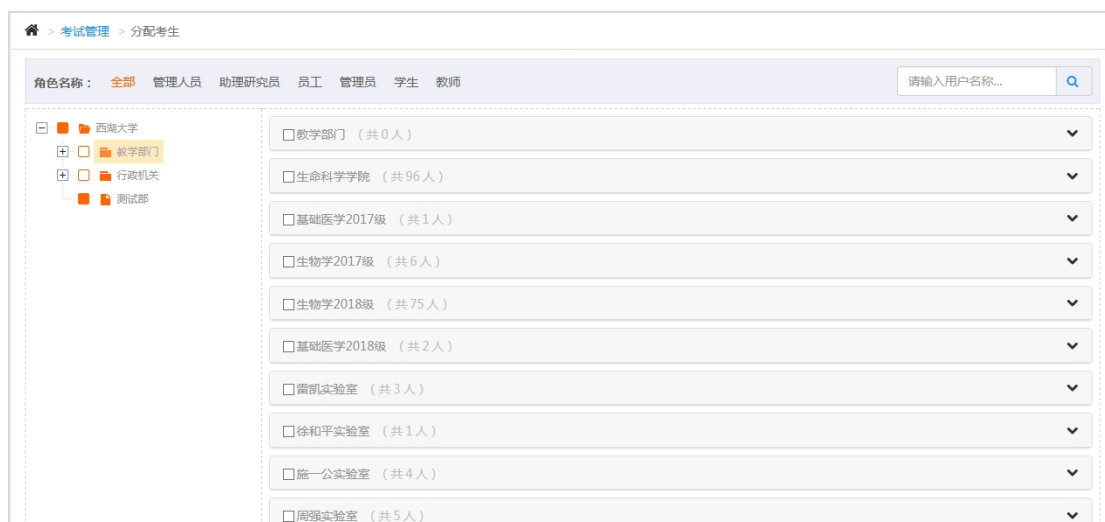 > 考试管理 > 分配考生
角色名称： 全部 管理人员 助理研究员 员工 管理员 学生 教师 请输入用户名称...
西湖大学
教学部门
行政机关
测试部
教学部门 （共0人）
生命科学学院 （共96人）
基础医学2017级 （共1人）
生物学2017级 （共6人）
生物学2018级 （共75人）
基础医学2018级 （共2人）
雷凯实验室 （共3人）
徐和平实验室 （共1人）
施一公实验室 （共4人）
周强实验室 （共5人）